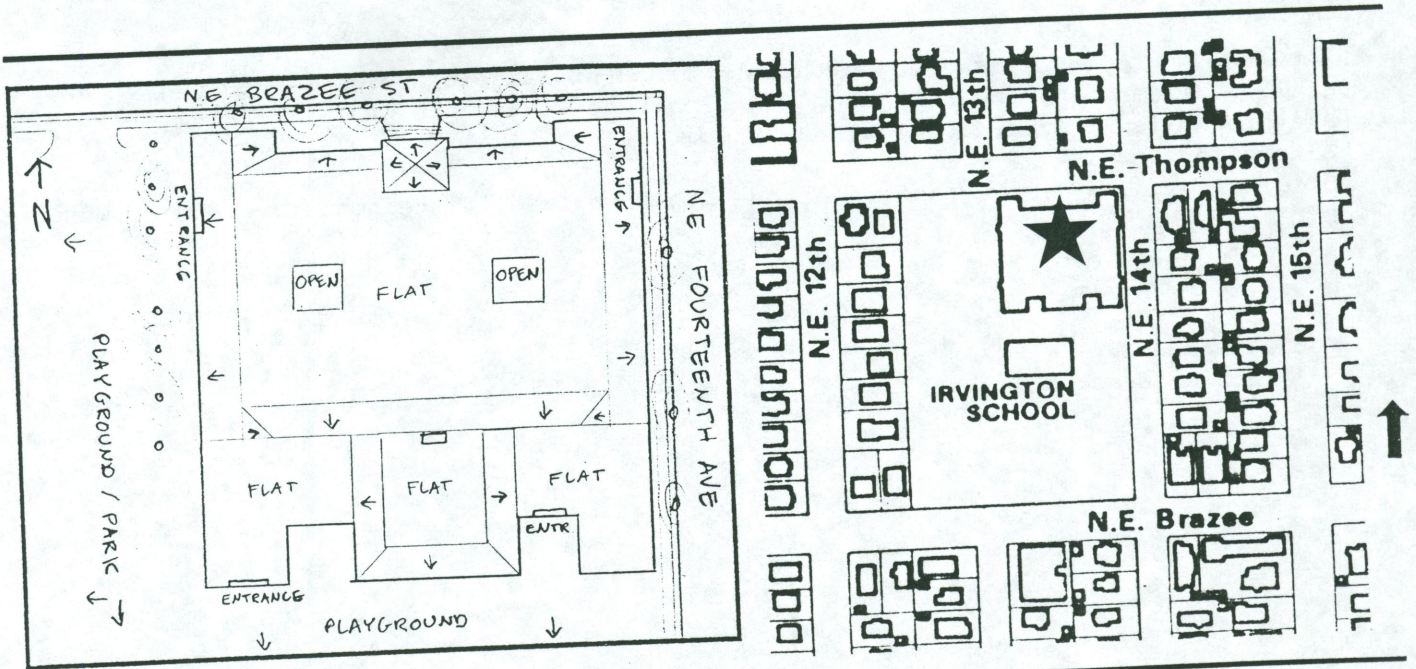 N.E. BRAZEE ST
N
ENTRANCE
ENTRANCE
OPEN
FLAT
OPEN
NE FOURTEENTH AVE
PLAYGROUND / PARK
FLAT
FLAT
FLAT
ENTR
ENTRANCE
PLAYGROUND
N.E. 13th
N.E.-Thompson
N.E. 12th
N.E. 14th
N.E. 15th
IRVINGTON
SCHOOL
N.E. Brazee